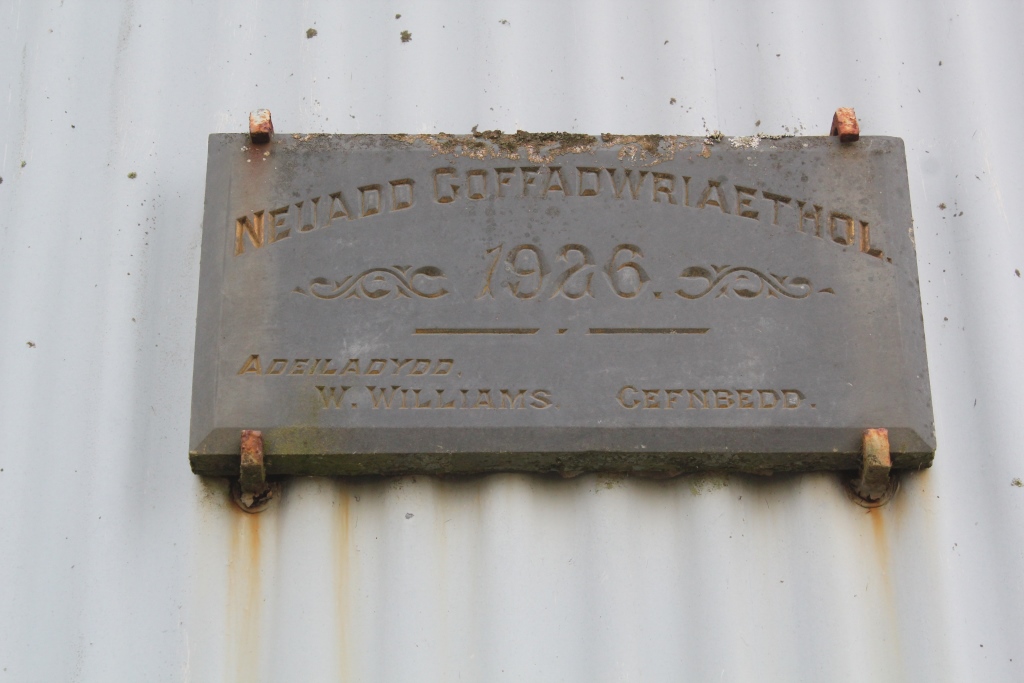 NEUADD GOFFADWRIAETHOL.
1926.
ADEILADYDD.
W. WILLIAMS CEFNBEDD.